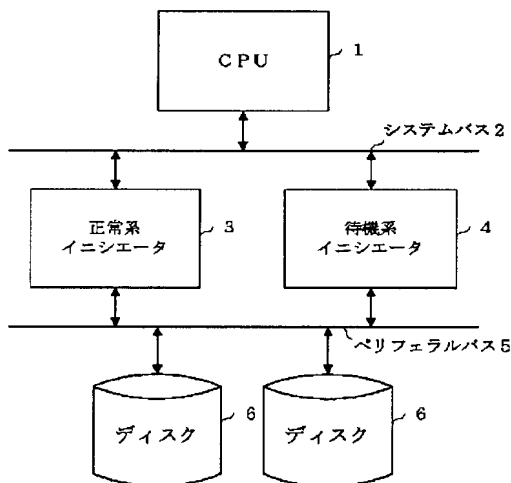 CPU
1
システムバス2
正常系
イニシエータ
3
待機系
イニシエータ
4
ペリフェラルバス5
ディスク
6
ディスク
6